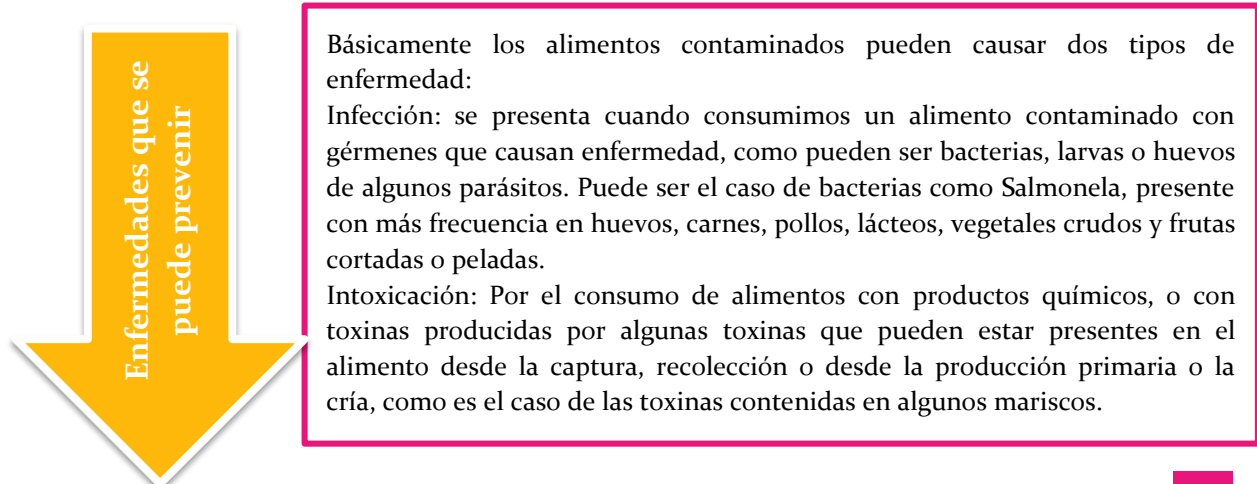 Enfermedades que se
puede prevenir
Básicamente los alimentos contaminados pueden causar dos tipos de
enfermedad:
Infección: se presenta cuando consumimos un alimento contaminado con
gérmenes que causan enfermedad, como pueden ser bacterias, larvas o huevos
de algunos parásitos. Puede ser el caso de bacterias como Salmonela, presente
con más frecuencia en huevos, carnes, pollos, lácteos, vegetales crudos y frutas
cortadas o peladas.
Intoxicación: Por el consumo de alimentos con productos químicos, o con
toxinas producidas por algunas toxinas que pueden estar presentes en el
alimento desde la captura, recolección o desde la producción primaria o la
cría, como es el caso de las toxinas contenidas en algunos mariscos.